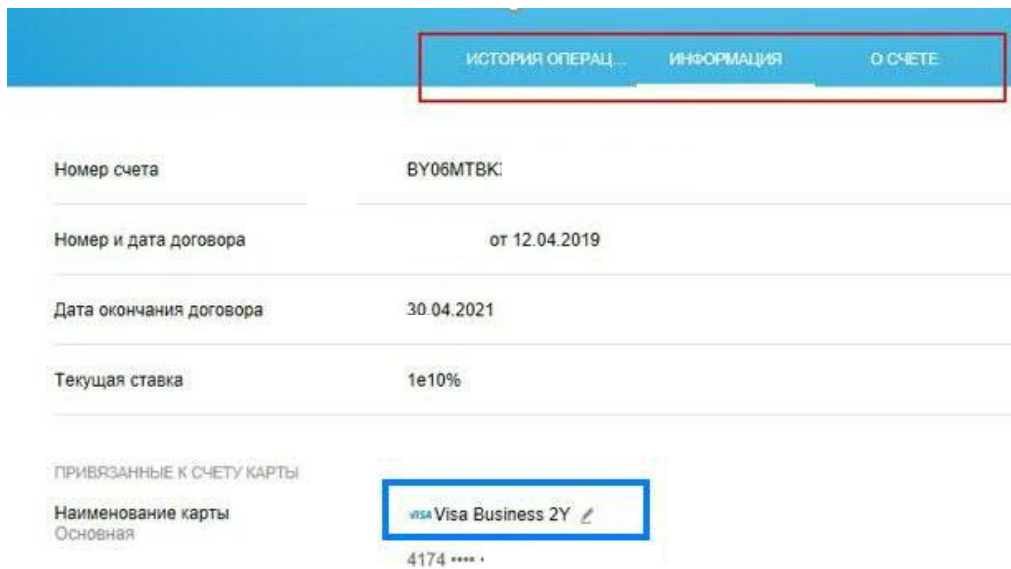 ИСТОРИЯ ОПЕРАЦ... ИНФОРМАЦИЯ О СЧЕТЕ
Номер счета BY06MTBK
Номер и дата договора от 12.04.2019
Дата окончания договора 30.04.2021
Текущая ставка 1e10%
ПРИВЯЗАННЫЕ К СЧЕТУ КАРТЫ
Наименование карты VISA Visa Business 2Y
Основная
4174 ••••